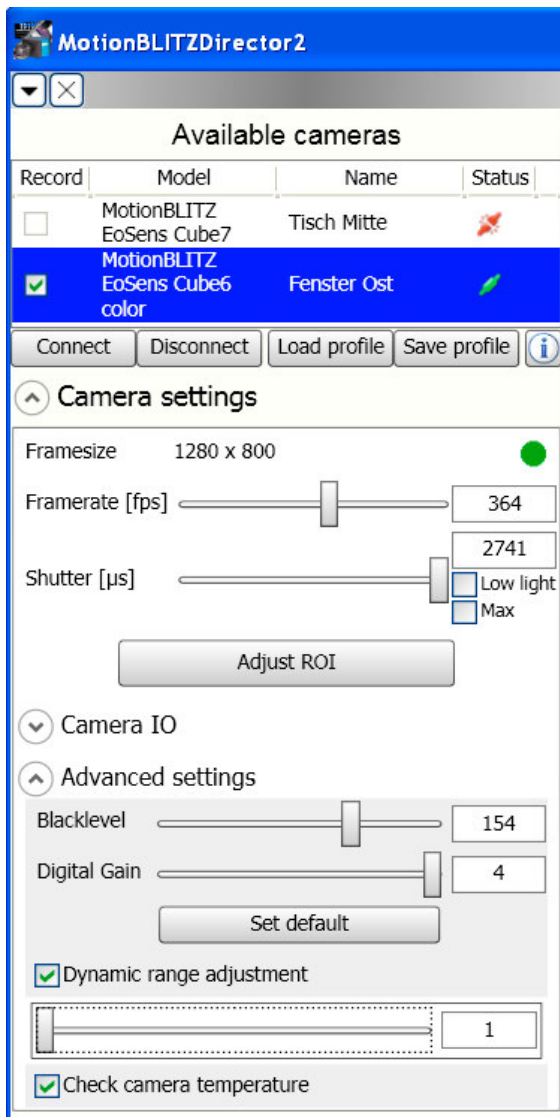 MotionBLITZDirector2
Available cameras
Record Model Name Status
MotionBLITZ
EoSens Cube7
Tisch Mitte
MotionBLITZ
EoSens Cube6
color
Fenster Ost
Connect Disconnect Load profile Save profile i
Camera settings
Framesize 1280 x 800
Framerate [fps] 364
2741
Shutter [µs] Low light
Max
Adjust ROI
Camera IO
Advanced settings
Blacklevel 154
Digital Gain 4
Set default
Dynamic range adjustment
1
Check camera temperature